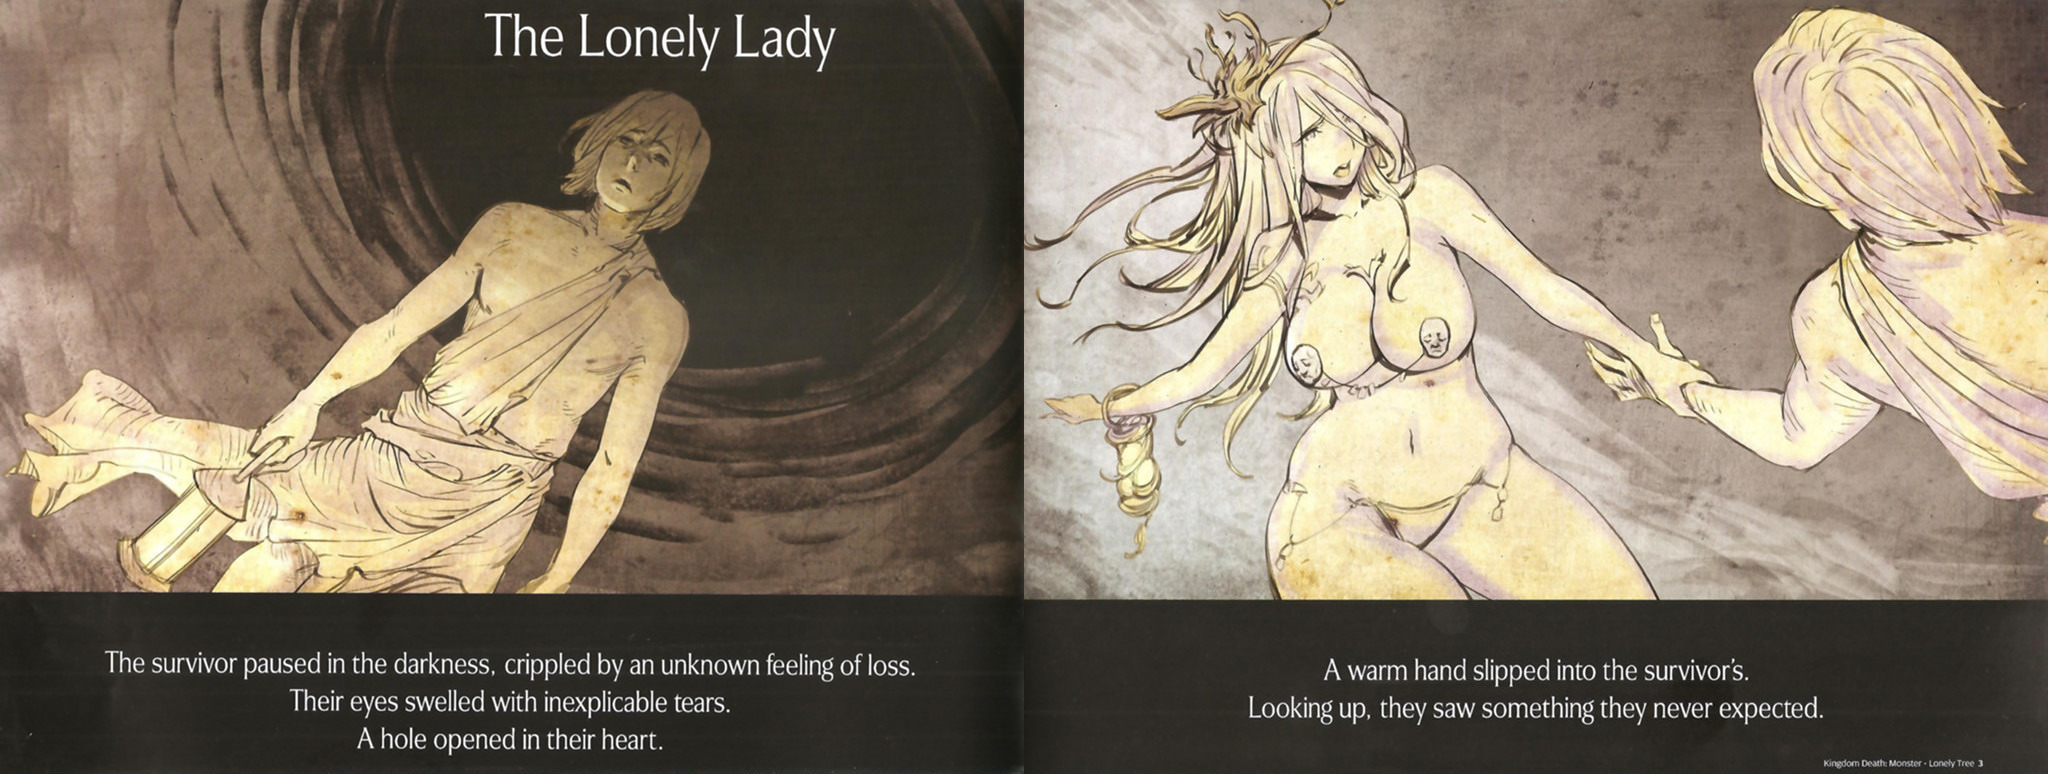 The Lonely Lady
The survivor paused in the darkness, crippled by an unknown feeling of loss.
Their eyes swelled with inexplicable tears.
A hole opened in their heart.
A warm hand slipped into the survivor's.
Looking up, they saw something they never expected.
Kingdom Death: Monster - Lonely Tree 3